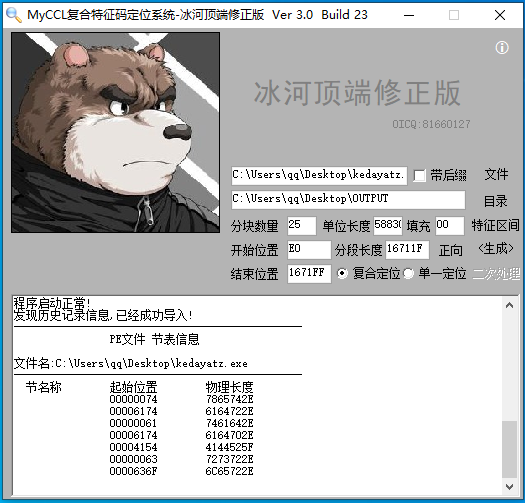 MyCCL复合特征码定位系统-冰河顶端修正版 Ver 3.0 Build 23
冰河顶端修正版
OICQ:81660127
C:\Users\qq\Desktop\kedayatz. 带后缀 文件
C:\Users\qq\Desktop\OUTPUT 目录
分块数量 25 单位长度 5883( 填充 00 特征区间
开始位置 E0 分段长度 16711F 正向 <生成>
结束位置 1671FF 复合定位 单一定位 二次处理
程序启动正常!
发现历史记录信息,已经成功导入!
PE文件 节表信息
文件名:C:\Users\qq\Desktop\kedayatz.exe
节名称 起始位置 物理长度
00000074 7865742E
00006174 6164722E
00000061 7461642E
00006174 6164702E
00004154 4144525F
00000063 7273722E
0000636F 6C65722E